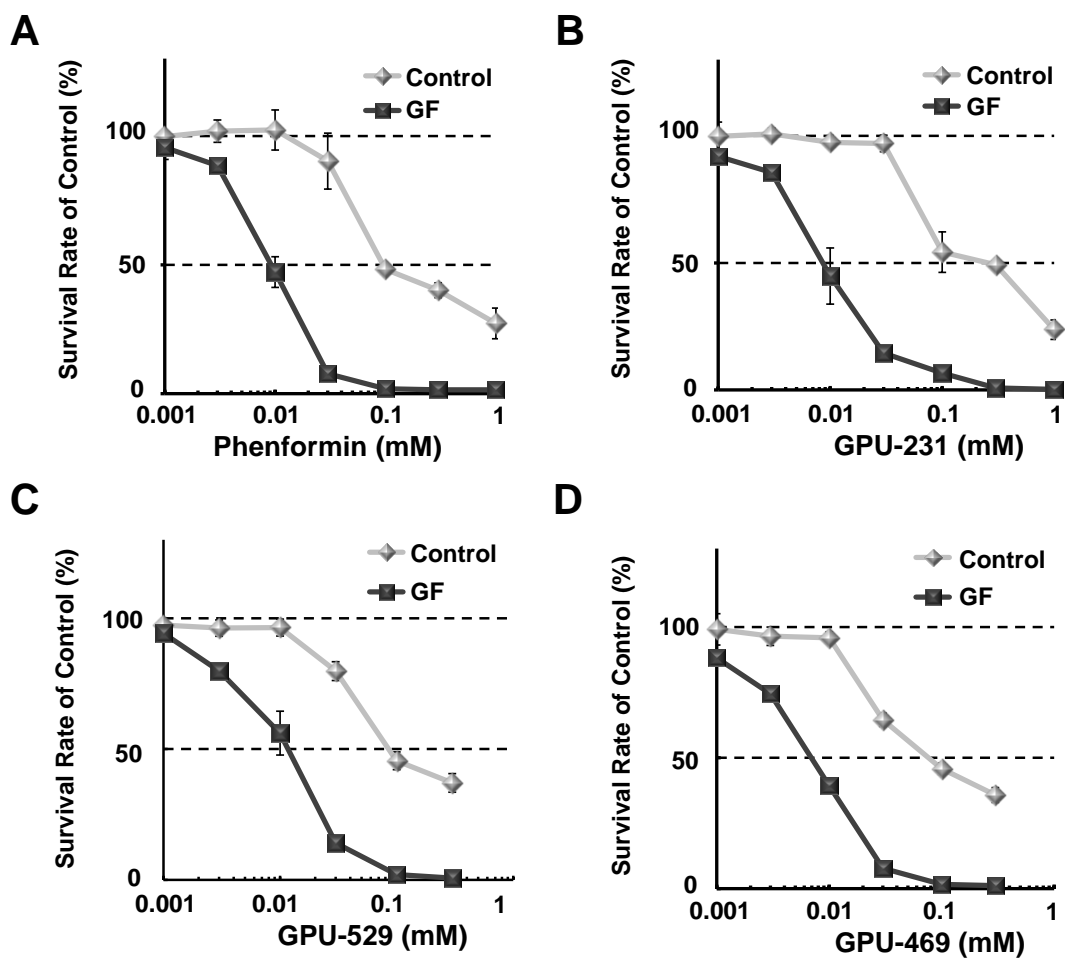 A
Survival Rate of Control (%)
Control
GF
100
50
0
0.001 0.01 0.1 1
Phenformin (mM)
B
Survival Rate of Control (%)
Control
GF
100
50
0
0.001 0.01 0.1 1
GPU-231 (mM)
C
Survival Rate of Control (%)
Control
GF
100
50
0
0.001 0.01 0.1 1
GPU-529 (mM)
D
Survival Rate of Control (%)
Control
GF
100
50
0
0.001 0.01 0.1 1
GPU-469 (mM)